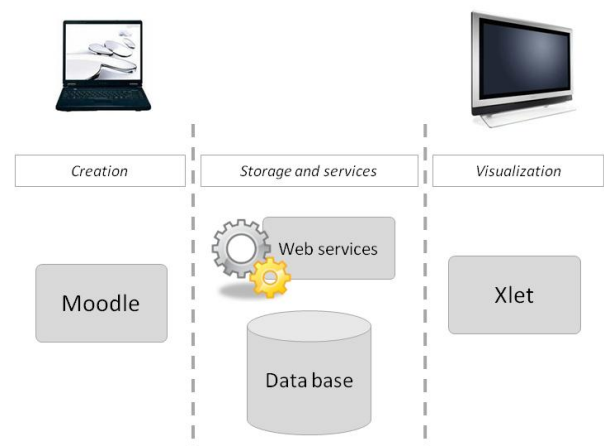 Creation
Storage and services
Visualization
Web services
Moodle
Xlet
Data base